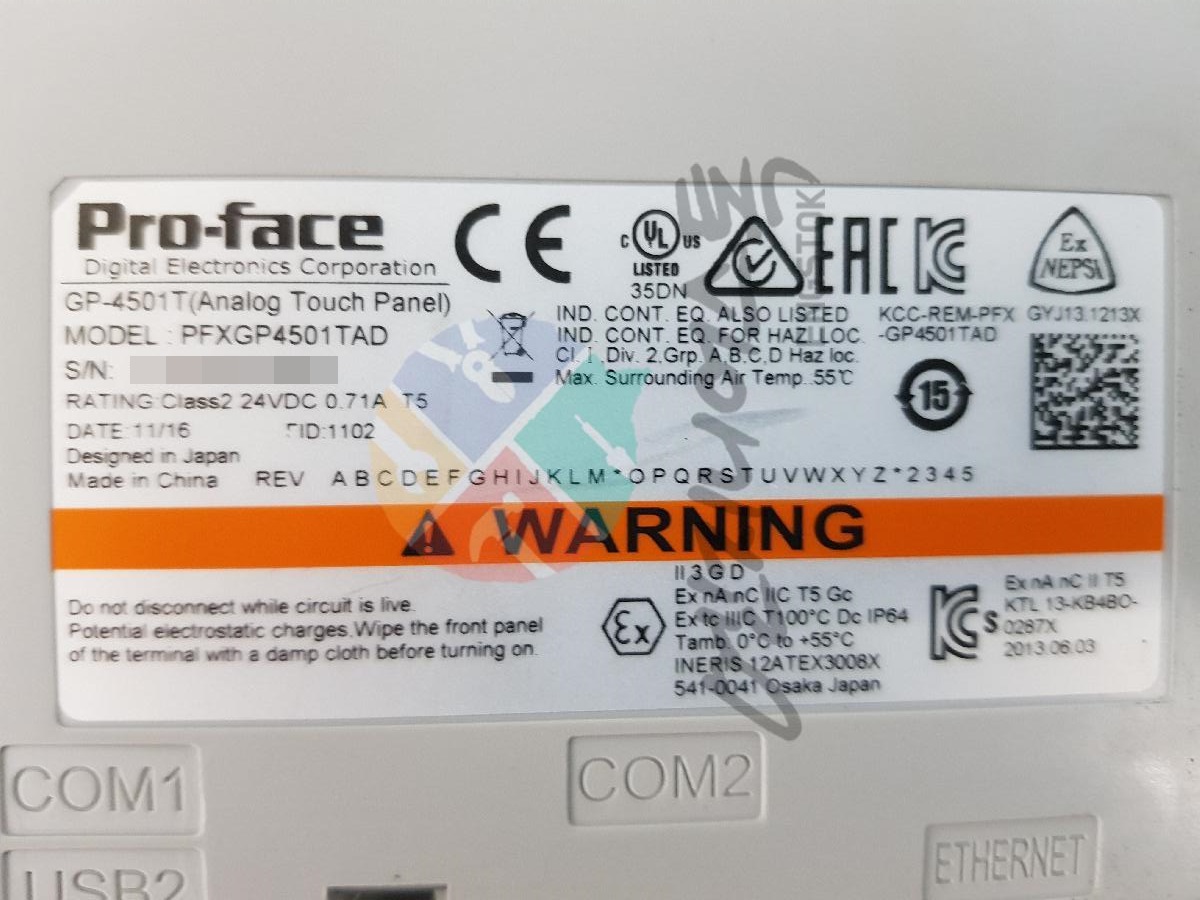 Pro-face
Digital Electronics Corporation
GP-4501T(Analog Touch Panel)
MODEL : PFXGP4501TAD
S/N:
RATING:Class2 24VDC 0.71A T5
DATE:11/16 FID:1102
Designed in Japan
Made in China
REV A B C D E F G H I J K L M * O P Q R S T U V W X Y Z * 2 3 4 5
CE
C UL US
LISTED
35DN
EAC
KC
Ex
NEPSI
IND. CONT. EQ. ALSO LISTED
IND. CONT. EQ. FOR HAZ. LOC.
Cl. I, Div. 2,Grp. A,B,C,D Haz loc.
Max. Surrounding Air Temp. 55℃
KCC-REM-PFX
-GP4501TAD
GYJ13.1213X
15
WARNING
Do not disconnect while circuit is live.
Potential electrostatic charges.Wipe the front panel
of the terminal with a damp cloth before turning on.
Ex
II 3 G D
Ex nA nC IIC T5 Gc
Ex tc IIIC T100°C Dc IP64
Tamb. 0°C to +55°C
INERIS 12ATEX3008X
541-0041 Osaka Japan
KCs
Ex nA nC II T5
KTL 13-KB4BO-
0287X
2013.06.03
COM1
COM2
USB2
ETHERNET